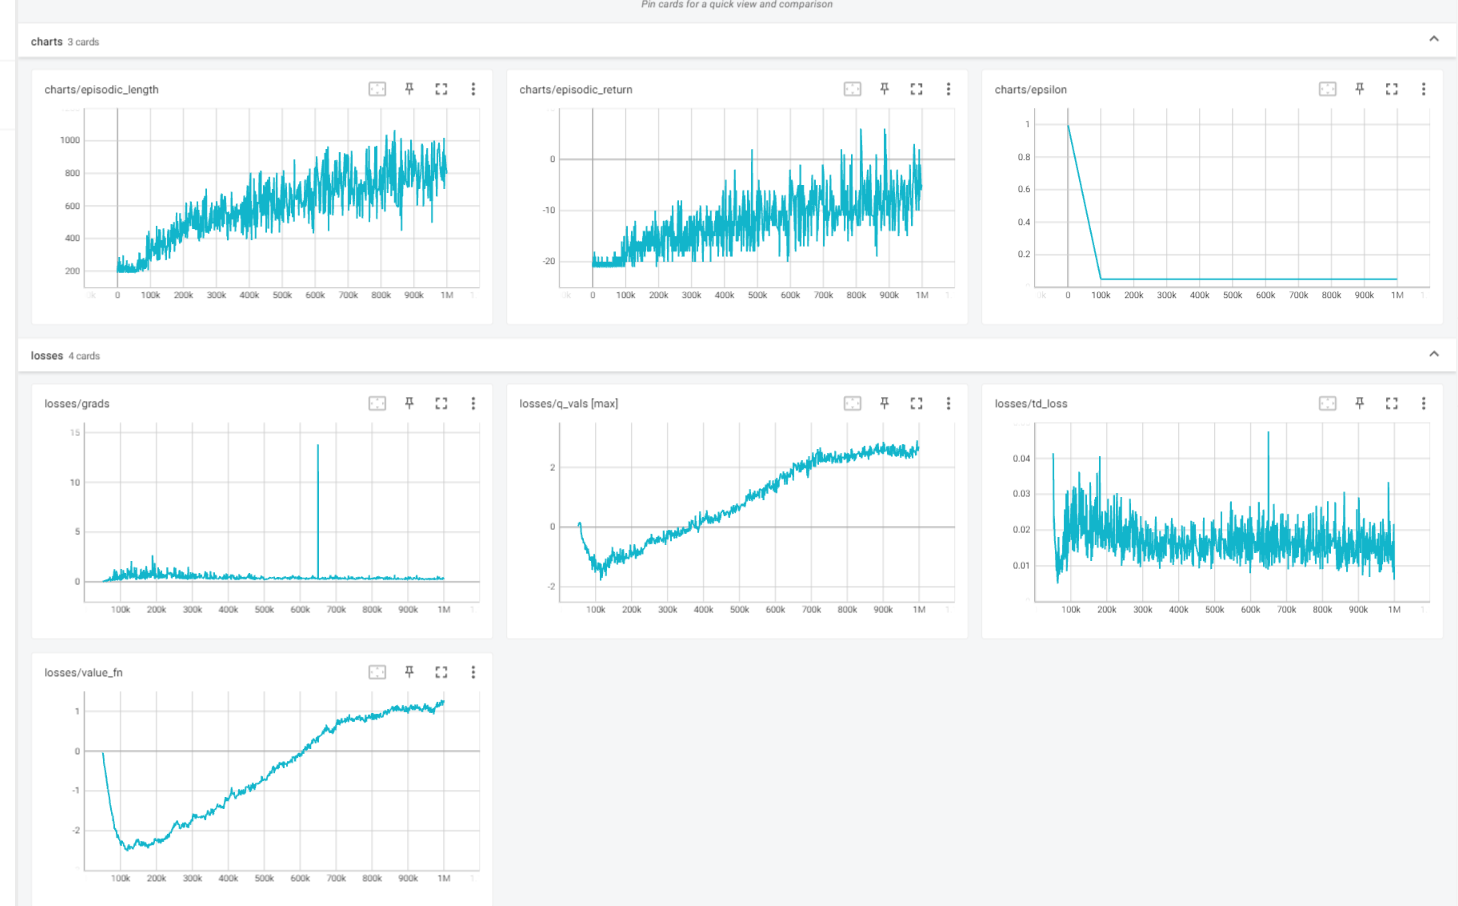 Pin cards for a quick view and comparison
charts 3 cards
charts/episodic_length
1000
800
600
400
200
0 100k 200k 300k 400k 500k 600k 700k 800k 900k 1M
charts/episodic_return
0
-10
-20
0 100k 200k 300k 400k 500k 600k 700k 800k 900k 1M
charts/epsilon
1
0.8
0.6
0.4
0.2
0 100k 200k 300k 400k 500k 600k 700k 800k 900k 1M
losses 4 cards
losses/grads
15
10
5
0
100k 200k 300k 400k 500k 600k 700k 800k 900k 1M
losses/q_vals [max]
2
0
-2
100k 200k 300k 400k 500k 600k 700k 800k 900k 1M
losses/td_loss
0.04
0.03
0.02
0.01
100k 200k 300k 400k 500k 600k 700k 800k 900k 1M
losses/value_fn
1
0
-1
-2
100k 200k 300k 400k 500k 600k 700k 800k 900k 1M